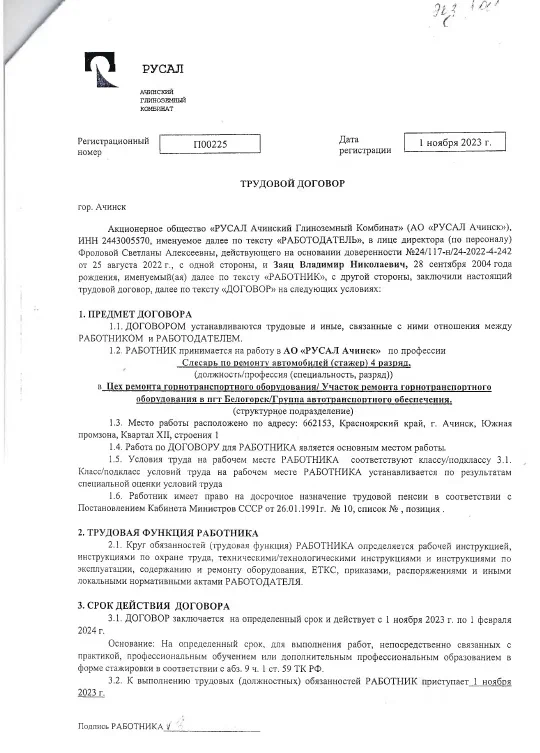 РУСАЛ
АЧИНСКИЙ
ГЛИНОЗЕМНЫЙ
КОМБИНАТ
Регистрационный
номер
П00225
Дата
регистрации
1 ноября 2023 г.
ТРУДОВОЙ ДОГОВОР
гор. Ачинск
Акционерное общество «РУСАЛ Ачинский Глиноземный Комбинат» (АО «РУСАЛ Ачинск»),
ИНН 2443005570, именуемое далее по тексту «РАБОТОДАТЕЛЬ», в лице директора (по персоналу)
Фроловой Светланы Алексеевны, действующего на основании доверенности №24/117-н/24-2022-4-242
от 25 августа 2022 г., с одной стороны, и Заяц Владимир Николаевич, 28 сентября 2004 года
рождения, именуемый(ая) далее по тексту «РАБОТНИК», с другой стороны, заключили настоящий
трудовой договор, далее по тексту «ДОГОВОР» на следующих условиях:
1. ПРЕДМЕТ ДОГОВОРА
1.1. ДОГОВОРОМ устанавливаются трудовые и иные, связанные с ними отношения между
РАБОТНИКОМ и РАБОТОДАТЕЛЕМ.
1.2. РАБОТНИК принимается на работу в АО «РУСАЛ Ачинск» по профессии
Слесарь по ремонту автомобилей (стажер) 4 разряд.
(должность/профессия (специальность, разряд))
в Цех ремонта горнотранспортного оборудования/ Участок ремонта горнотранспортного
оборудования в пгт Белогорск/Группа автотранспортного обеспечения.
(структурное подразделение)
1.3. Место работы расположено по адресу: 662153, Красноярский край, г. Ачинск, Южная
промзона, Квартал XII, строения 1
1.4. Работа по ДОГОВОРУ для РАБОТНИКА является основным местом работы.
1.5. Условия труда на рабочем месте РАБОТНИКА соответствуют классу/подклассу 3.1.
Класс/подкласс условий труда на рабочем месте РАБОТНИКА устанавливается по результатам
специальной оценки условий труда
1.6. Работник имеет право на досрочное назначение трудовой пенсии в соответствии с
Постановлением Кабинета Министров СССР от 26.01.1991г. № 10, список № , позиция .
2. ТРУДОВАЯ ФУНКЦИЯ РАБОТНИКА
2.1. Круг обязанностей (трудовая функция) РАБОТНИКА определяется рабочей инструкцией,
инструкциями по охране труда, техническими/технологическими инструкциями и инструкциями по
эксплуатации, содержанию и ремонту оборудования, ЕТКС, приказами, распоряжениями и иными
локальными нормативными актами РАБОТОДАТЕЛЯ.
3. СРОК ДЕЙСТВИЯ ДОГОВОРА
3.1. ДОГОВОР заключается на определенный срок и действует с 1 ноября 2023 г. по 1 февраля
2024 г.
Основание: На определенный срок, для выполнения работ, непосредственно связанных с
практикой, профессиональным обучением или дополнительным профессиональным образованием в
форме стажировки в соответствии с абз. 9 ч. 1 ст. 59 ТК РФ.
3.2. К выполнению трудовых (должностных) обязанностей РАБОТНИК приступает 1 ноября
2023 г.
Подпись РАБОТНИКА